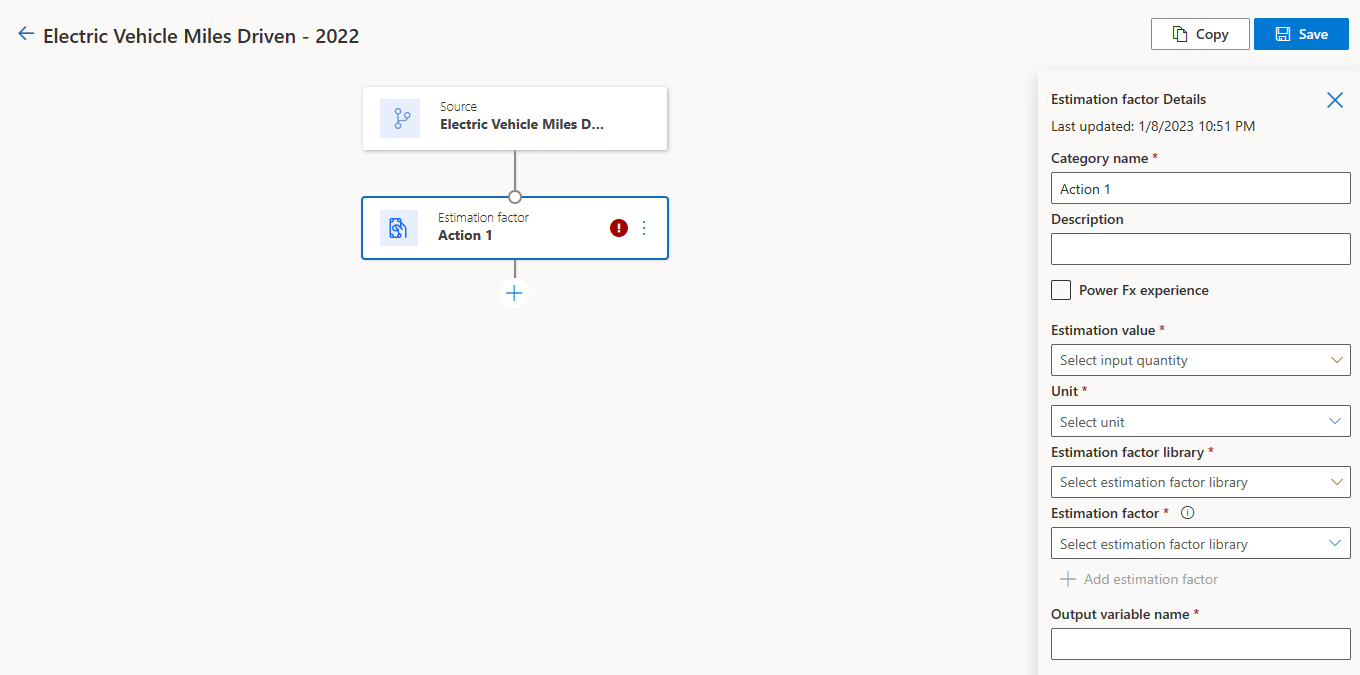 Electric Vehicle Miles Driven - 2022
Copy
Save
Source
Electric Vehicle Miles D...
Estimation factor
Action 1
Estimation factor Details
Last updated: 1/8/2023 10:51 PM
Category name *
Action 1
Description
Power Fx experience
Estimation value *
Select input quantity
Unit *
Select unit
Estimation factor library *
Select estimation factor library
Estimation factor *
Select estimation factor library
Add estimation factor
Output variable name *